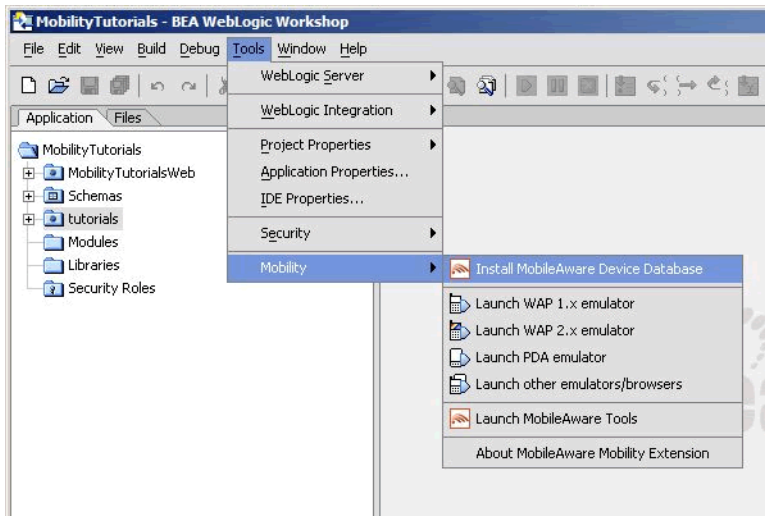 MobilityTutorials - BEA WebLogic Workshop
File Edit View Build Debug Tools Window Help
Application Files
MobilityTutorials
MobilityTutorialsWeb
Schemas
tutorials
Modules
Libraries
Security Roles
WebLogic Server
WebLogic Integration
Project Properties
Application Properties...
IDE Properties...
Security
Mobility
Install MobileAware Device Database
Launch WAP 1.x emulator
Launch WAP 2.x emulator
Launch PDA emulator
Launch other emulators/browsers
Launch MobileAware Tools
About MobileAware Mobility Extension